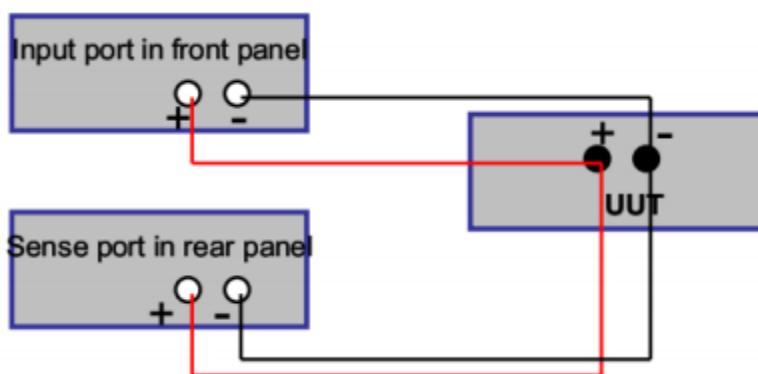 Input port in front panel
+ -
+ -
UUT
Sense port in rear panel
+ -